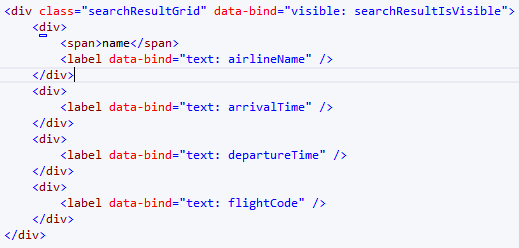 <div class="searchResultGrid" data-bind="visible: searchResultIsVisible">
<div>
<span>name</span>
<label data-bind="text: airlineName" />
</div>
<div>
<label data-bind="text: arrivalTime" />
</div>
<div>
<label data-bind="text: departureTime" />
</div>
<div>
<label data-bind="text: flightCode" />
</div>
</div>